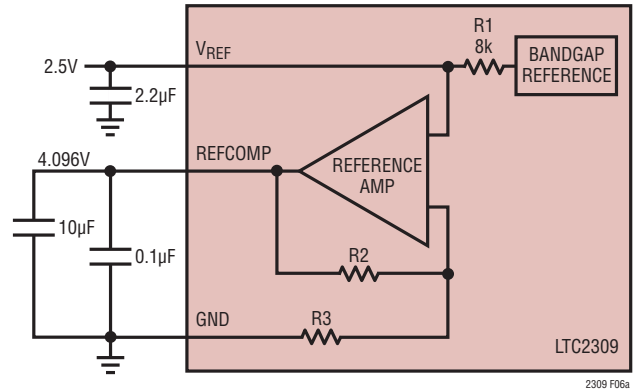 R1
8k
BANDGAP
REFERENCE
VREF
2.5V
2.2µF
REFCOMP
4.096V
REFERENCE
AMP
10µF
0.1µF
R2
GND
R3
LTC2309
2309 F06a